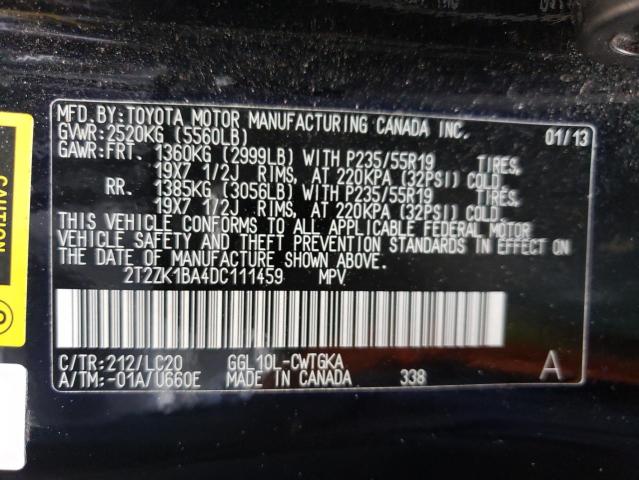 MFD.BY:TOYOTA MOTOR MANUFACTURING CANADA INC. 01/13
GVWR:2520KG (5560LB)
GAWR:FRT. 1360KG (2999LB) WITH P235/55R19 TIRES,
19X7 1/2J RIMS, AT 220KPA (32PSI) COLD.
RR. 1385KG (3056LB) WITH P235/55R19 TIRES,
19X7 1/2J RIMS, AT 220KPA (32PSI) COLD.
THIS VEHICLE CONFORMS TO ALL APPLICABLE FEDERAL MOTOR
VEHICLE SAFETY AND THEFT PREVENTION STANDARDS IN EFFECT ON
THE DATE OF MANUFACTURE SHOWN ABOVE.
2T2ZK1BA4DC111459 MPV
C/TR:212/LC20 GGL10L-CWTGKA A
A/TM:-01A/U660E MADE IN CANADA 338
CAUTION